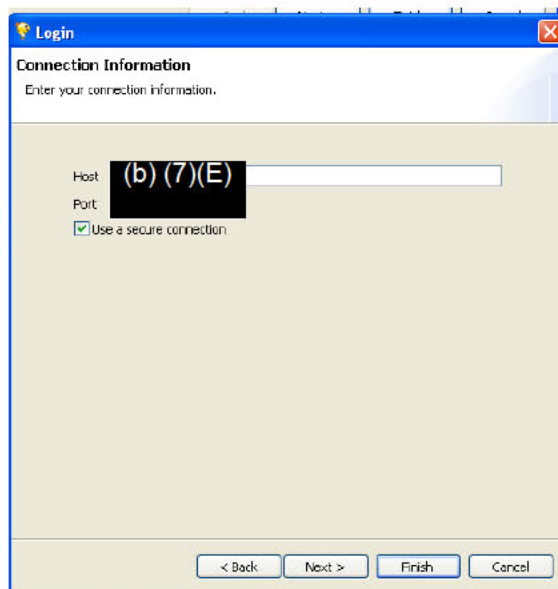 Login
Connection Information
Enter your connection information.
Host (b) (7)(E)
Port
Use a secure connection
< Back Next > Finish Cancel